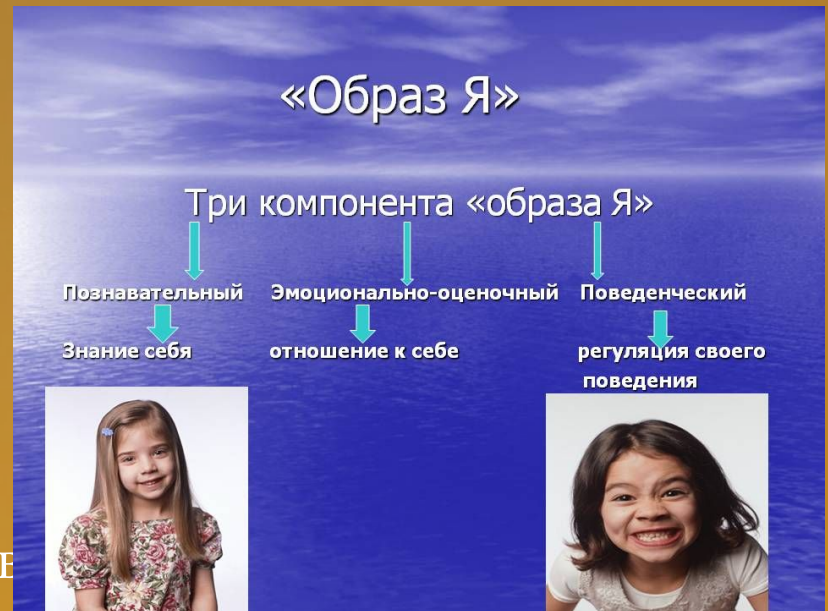 «Образ Я»
Три компонента «образа Я»
Познавательный Эмоционально-оценочный Поведенческий
Знание себя отношение к себе регуляция своего
поведения